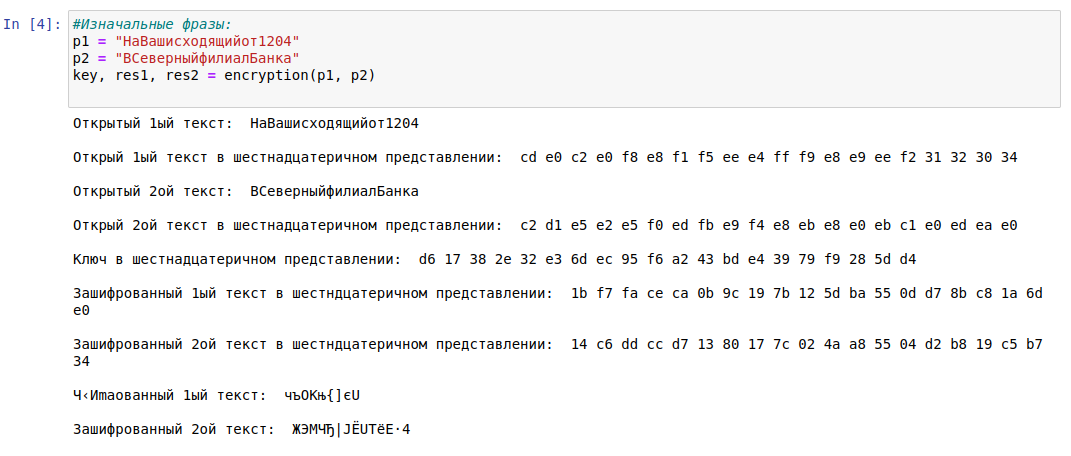 In [4]:
#Изначальные фразы:
p1 = "НаВашисходящийот1204"
p2 = "ВСеверныйфилиалБанка"
key, res1, res2 = encryption(p1, p2)
Открытый 1ый текст:  НаВашисходящийот1204
Открый 1ый текст в шестнадцатеричном представлении:  cd e0 c2 e0 f8 e8 f1 f5 ee e4 ff f9 e8 e9 ee f2 31 32 30 34
Открытый 2ой текст:  ВСеверныйфилиалБанка
Открый 2ой текст в шестнадцатеричном представлении:  c2 d1 e5 e2 e5 f0 ed fb e9 f4 e8 eb e8 e0 eb c1 e0 ed ea e0
Ключ в шестнадцатеричном представлении:  d6 17 38 2e 32 e3 6d ec 95 f6 a2 43 bd e4 39 79 f9 28 5d d4
Зашифрованный 1ый текст в шестндцатеричном представлении:  1b f7 fa ce ca 0b 9c 19 7b 12 5d ba 55 0d d7 8b c8 1a 6d
e0
Зашифрованный 2ой текст в шестндцатеричном представлении:  14 c6 dd cc d7 13 80 17 7c 02 4a a8 55 04 d2 b8 19 c5 b7
34
Ч‹Иmаованный 1ый текст:  чъОКњ{]єU
Зашифрованный 2ой текст:  ЖЭМЧЂ|JЁUТёЕ·4